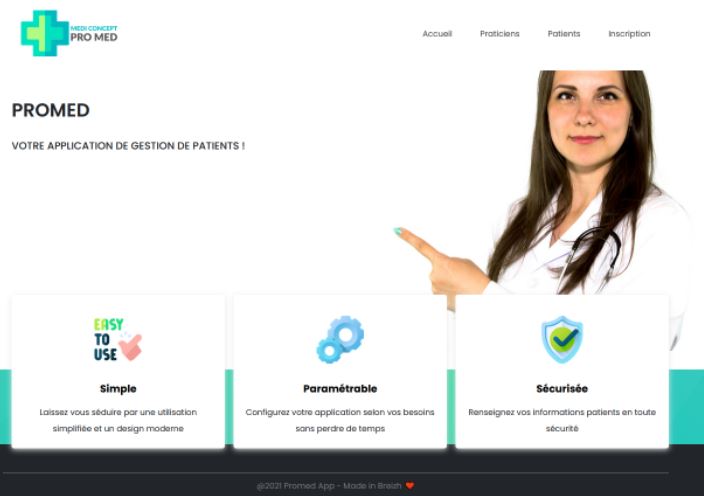 MEDI CONCEPT
PRO MED
Accueil Praticiens Patients Inscription
PROMED
VOTRE APPLICATION DE GESTION DE PATIENTS !
EASY
TO
USE
Simple
Laissez vous séduire par une utilisation
simplifiée et un design moderne
Paramétrable
Configurez votre application selon vos besoins
sans perdre de temps
Sécurisée
Renseignez vos informations patients en toute
sécurité
@2021 Promed App - Made in Breizh ❤